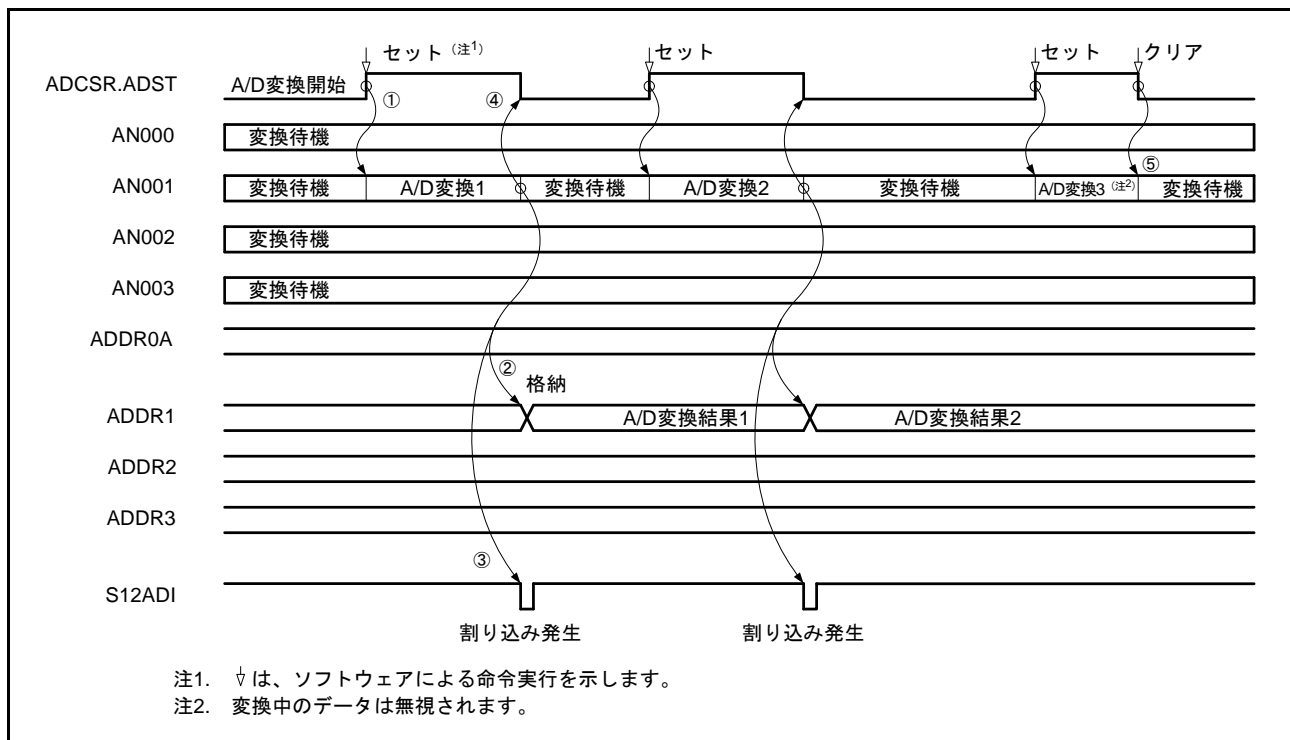 セット（注1） セット セット クリア
ADCSR.ADST A/D変換開始 ① ④
AN000 変換待機
⑤
AN001 変換待機 A/D変換1 変換待機 A/D変換2 変換待機 A/D変換3（注2） 変換待機
AN002 変換待機
AN003 変換待機
ADDR0A
② 格納
ADDR1 A/D変換結果1 A/D変換結果2
ADDR2
ADDR3
③
S12ADI
割り込み発生 割り込み発生
注1. は、ソフトウェアによる命令実行を示します。
注2. 変換中のデータは無視されます。